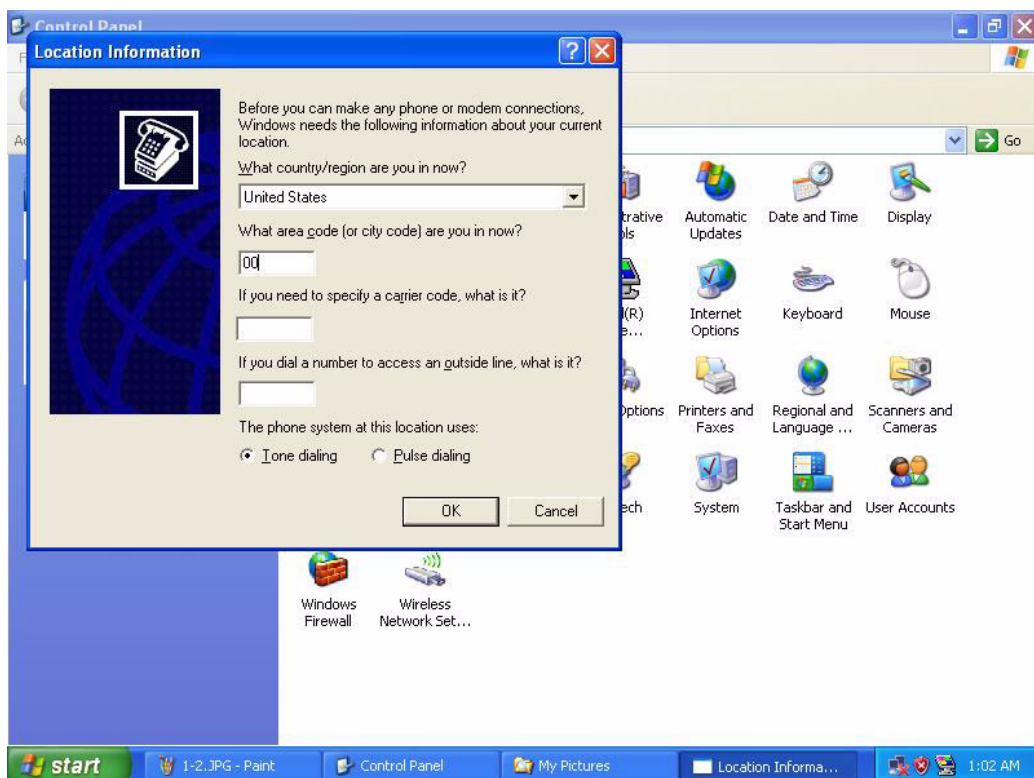 Control Panel
Location Information
Before you can make any phone or modem connections,
Windows needs the following information about your current
location.
What country/region are you in now?
United States
What area code (or city code) are you in now?
00
If you need to specify a carrier code, what is it?
If you dial a number to access an outside line, what is it?
The phone system at this location uses:
Tone dialing
Pulse dialing
OK
Cancel
Go
trative
ols
Automatic
Updates
Date and Time
Display
(R)
e...
Internet
Options
Keyboard
Mouse
Options
Printers and
Faxes
Regional and
Language ...
Scanners and
Cameras
ech
System
Taskbar and
Start Menu
User Accounts
Windows
Firewall
Wireless
Network Set...
start
1-2.JPG - Paint
Control Panel
My Pictures
Location Informa...
1:02 AM